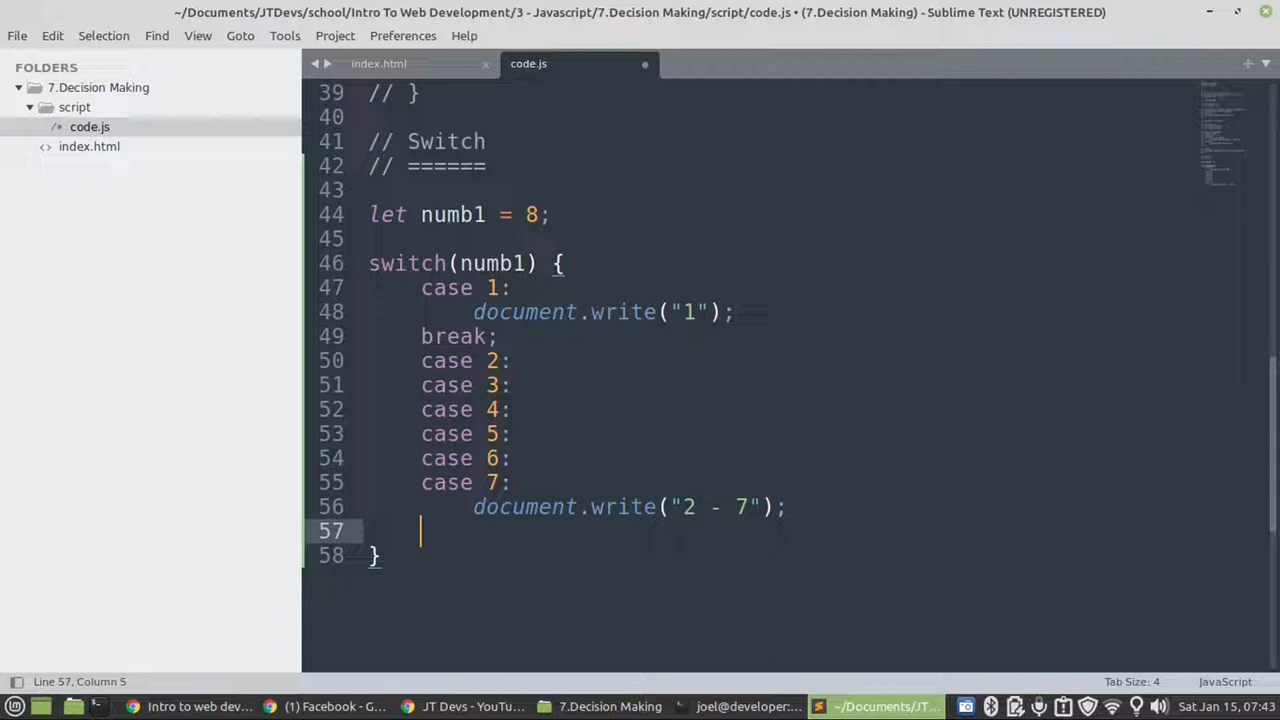 ~/Documents/JTDevs/school/Intro To Web Development/3 - Javascript/7.Decision Making/script/code.js • (7.Decision Making) - Sublime Text (UNREGISTERED)
File Edit Selection Find View Goto Tools Project Preferences Help
FOLDERS
7.Decision Making
script
/* code.js
<> index.html
index.html
code.js
39 // }
40
41 // Switch
42 // ======
43
44 let numb1 = 8;
45
46 switch(numb1) {
47 case 1:
48 document.write("1");
49 break;
50 case 2:
51 case 3:
52 case 4:
53 case 5:
54 case 6:
55 case 7:
56 document.write("2 - 7");
57
58 }
Line 57, Column 5 Tab Size: 4 JavaScript
Intro to web dev... (1) Facebook - G... JT Devs - YouTu... 7.Decision Making joel@developer:... ~/Documents/JT... Sat Jan 15, 07:43